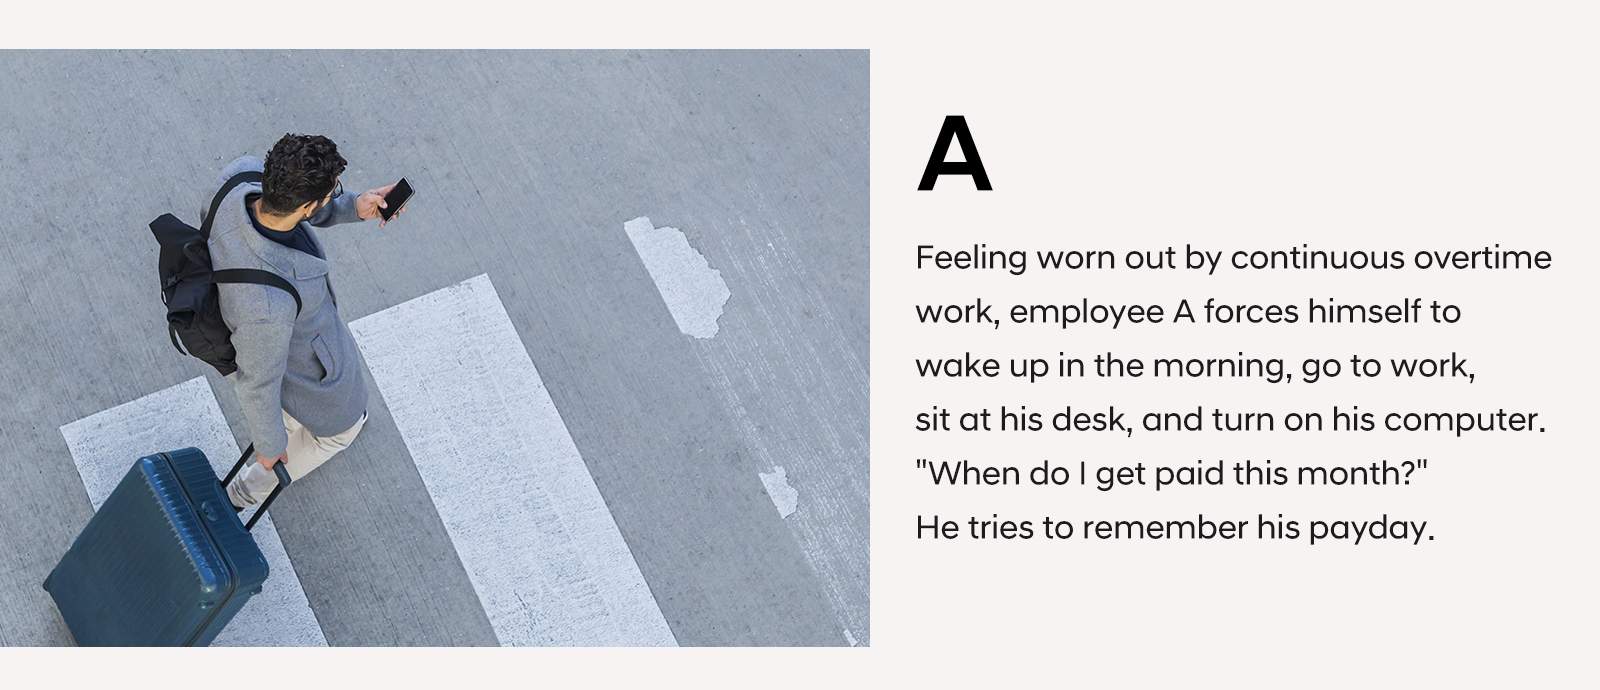 A
Feeling worn out by continuous overtime
work, employee A forces himself to
wake up in the morning, go to work,
sit at his desk, and turn on his computer.
"When do I get paid this month?"
He tries to remember his payday.